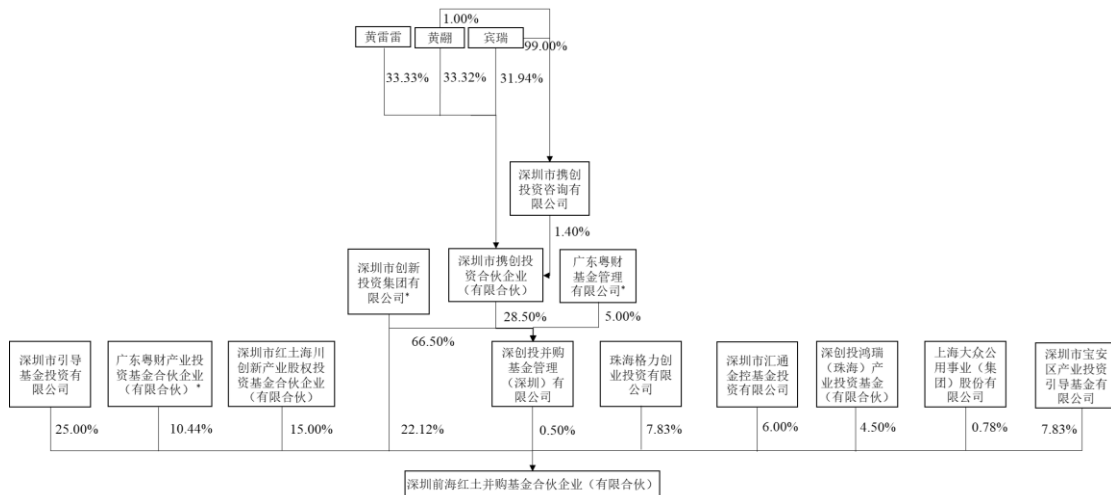 1.00%
黄雷雷
黄翮
宾瑞
99.00%
33.33%
33.32%
31.94%
深圳市携创
投资咨询有
限公司
1.40%
深圳市创新
投资集团有
限公司*
深圳市携创投
资合伙企业
（有限合伙）
广东粤财
基金管理
有限公司*
28.50%
5.00%
66.50%
深圳市引导
基金投资有
限公司
广东粤财产业投
资基金合伙企业
（有限合伙）*
深圳市红土海川
创新产业股权投
资基金合伙企业
（有限合伙）
深创投并购
基金管理
（深圳）有
限公司
珠海格力创
业投资有限
公司
深圳市汇通
金控基金投
资有限公司
深创投鸿瑞
（珠海）产
业投资基金
（有限合伙）
上海大众公
用事业（集
团）股份有
限公司
深圳市宝安
区产业投资
引导基金有
限公司
25.00%
10.44%
15.00%
22.12%
0.50%
7.83%
6.00%
4.50%
0.78%
7.83%
深圳前海红土并购基金合伙企业（有限合伙）